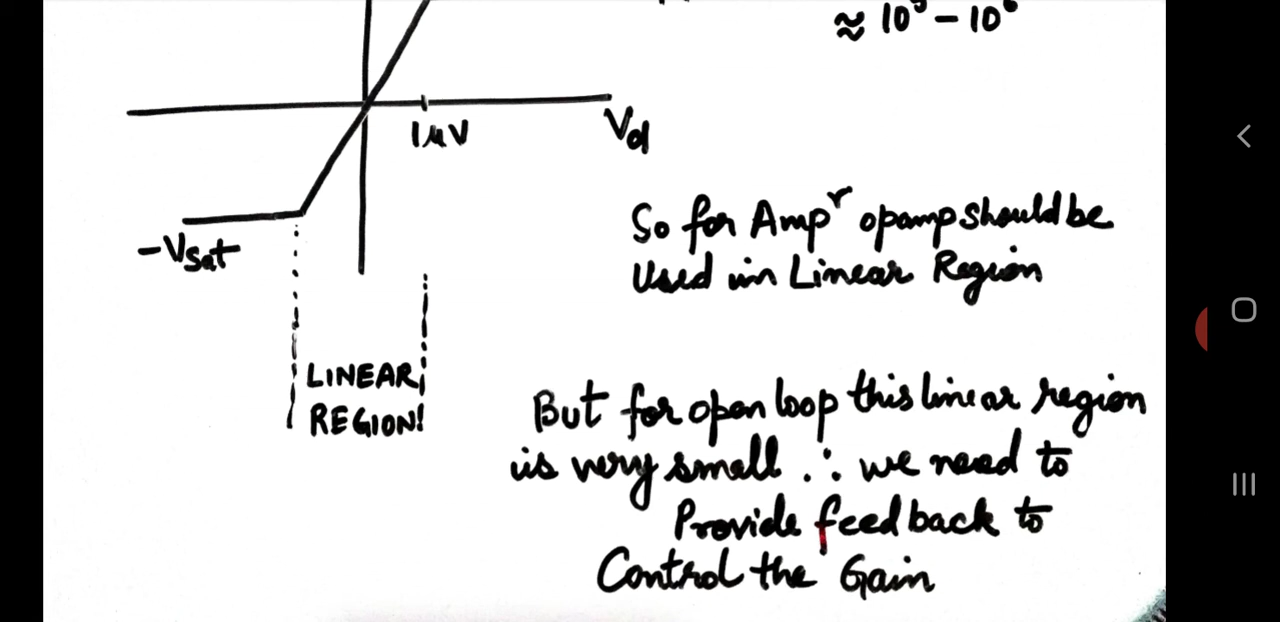 ≈ 10⁵ – 10⁶
1μV
Vd
-Vsat
So for Ampʳ opamp should be
Used in Linear Region
LINEAR
REGION!
But for open loop this linear region
is very small ∴ we need to
Provide feedback to
Control the Gain